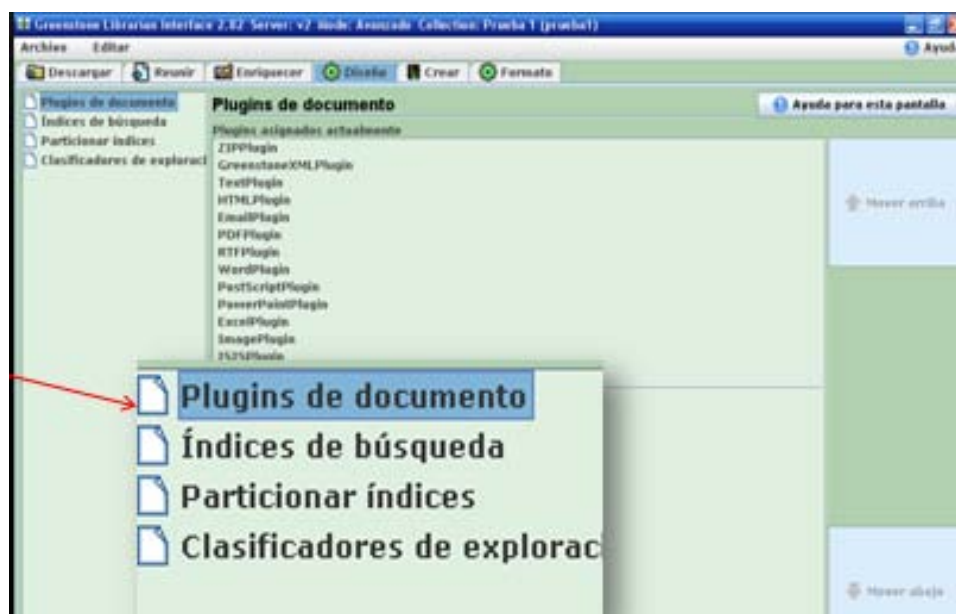 Greenstone Librarian Interface 2.82 Server: v2 Mode: Avanzado Collection: Prueba 1 (prueba1)
Archivo Editar Ayuda
Descargar Reunir Enriquecer Diseño Crear Formato
Plugins de documento
Índices de búsqueda
Particionar índices
Clasificadores de exploraci
Plugins de documento
Ayuda para esta pantalla
Plugins asignados actualmente
ZIPPlugin
GreenstoneXMLPlugin
TextPlugin
HTMLPlugin
EmailPlugin
PDFPlugin
RTFPlugin
WordPlugin
PostScriptPlugin
PowerPointPlugin
ExcelPlugin
ImagePlugin
ISISPlugin
Mover arriba
Plugins de documento
Índices de búsqueda
Particionar índices
Clasificadores de explorac
Mover abajo